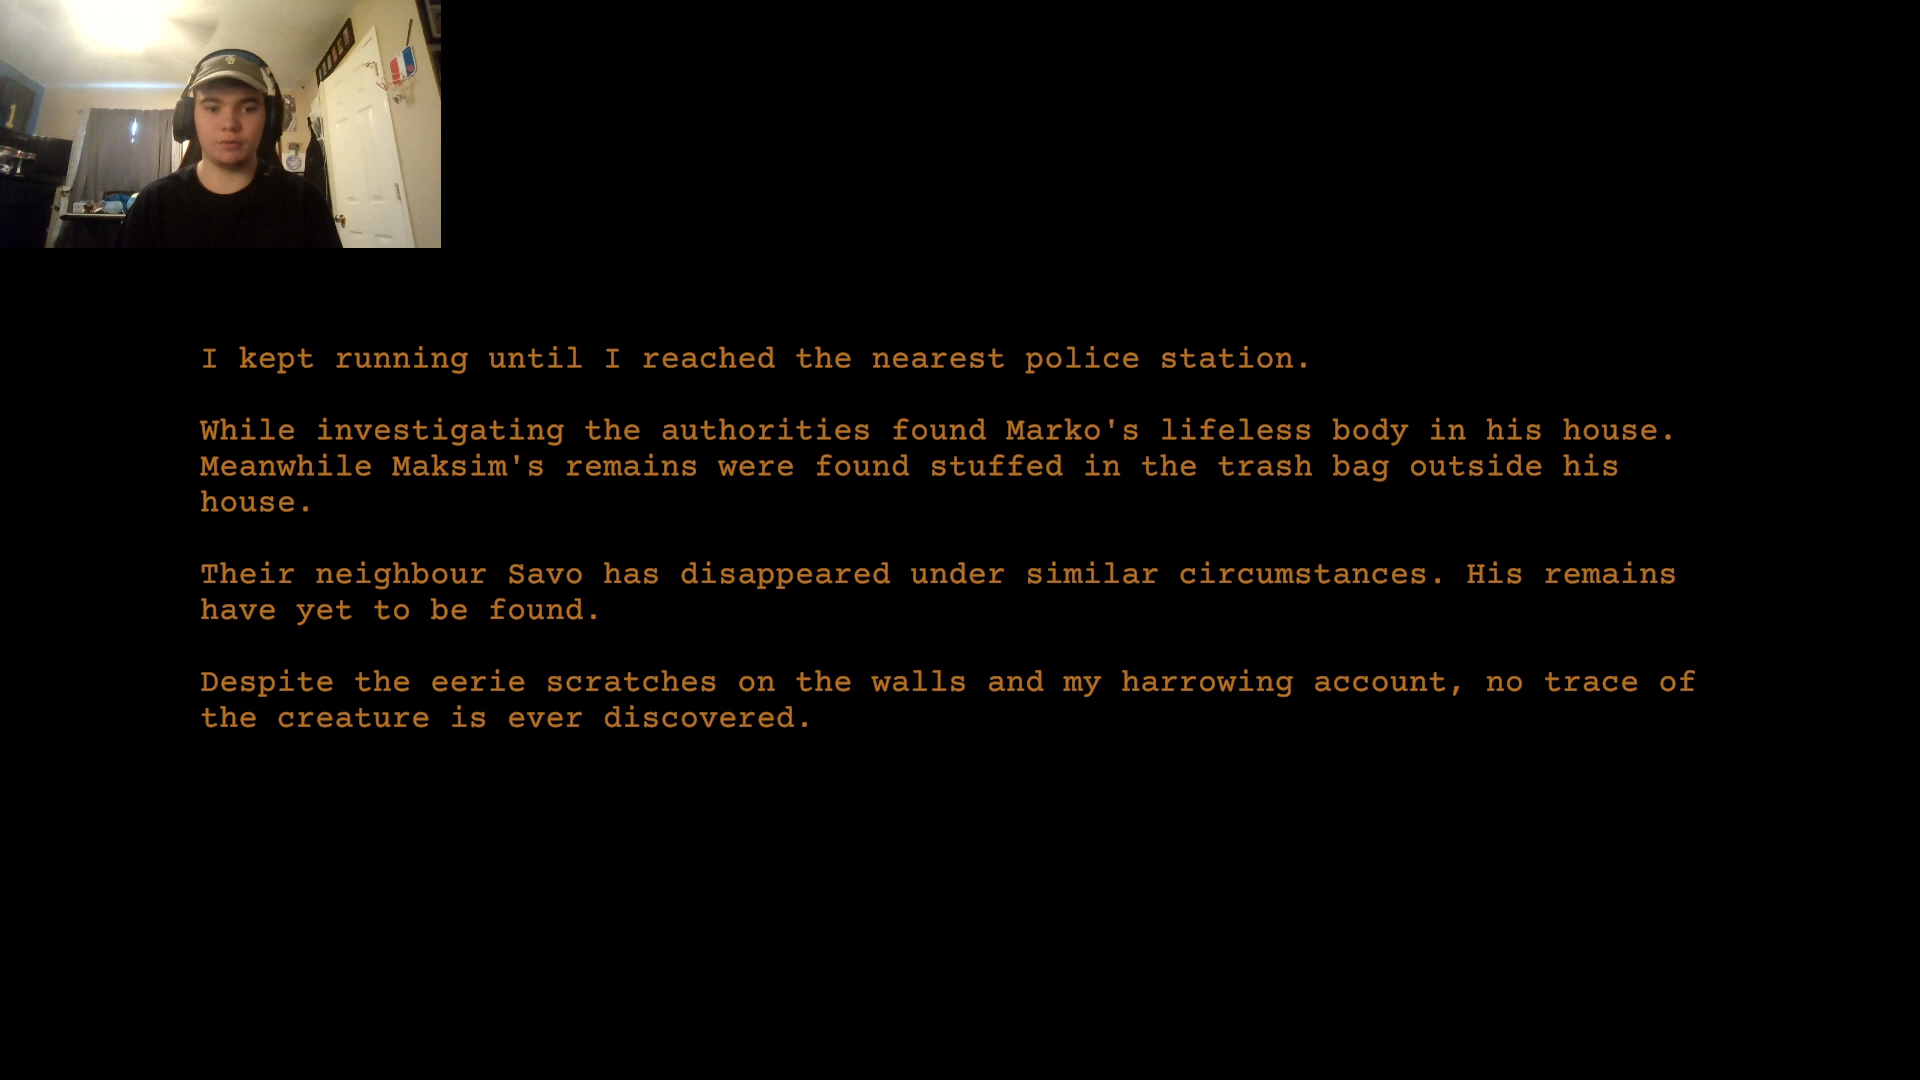 I kept running until I reached the nearest police station.
While investigating the authorities found Marko's lifeless body in his house.
Meanwhile Maksim's remains were found stuffed in the trash bag outside his
house.
Their neighbour Savo has disappeared under similar circumstances. His remains
have yet to be found.
Despite the eerie scratches on the walls and my harrowing account, no trace of
the creature is ever discovered.